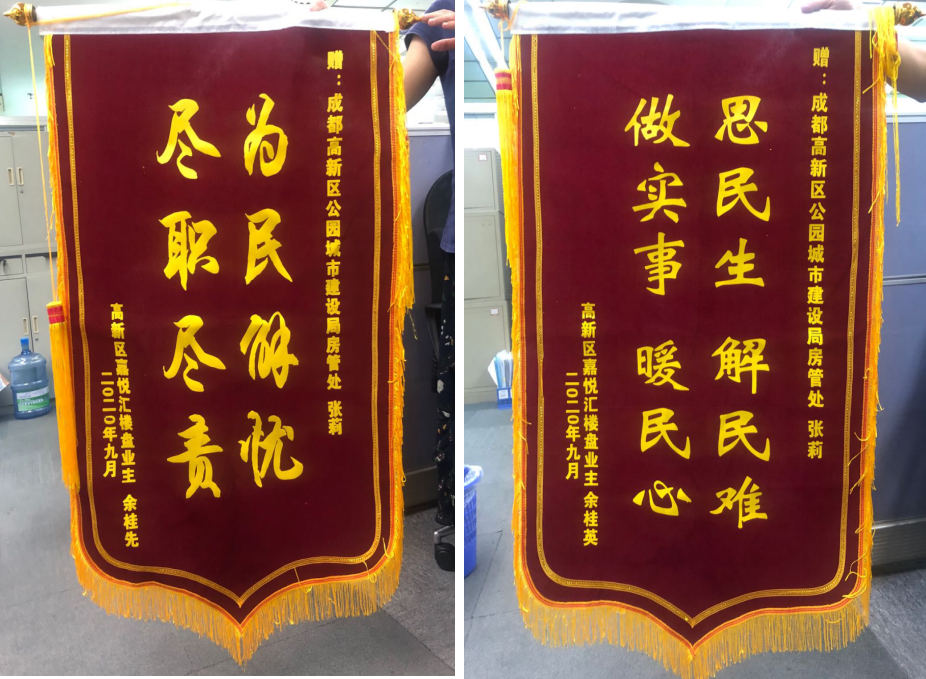 赠：成都高新区公园城市建设局房管处 张莉
为民解忧
尽职尽责
高新区嘉悦汇楼盘业主 余桂先
二〇二〇年九月
赠：成都高新区公园城市建设局房管处 张莉
思民生 解民难
做实事 暖民心
高新区嘉悦汇楼盘业主 余桂英
二〇二〇年九月